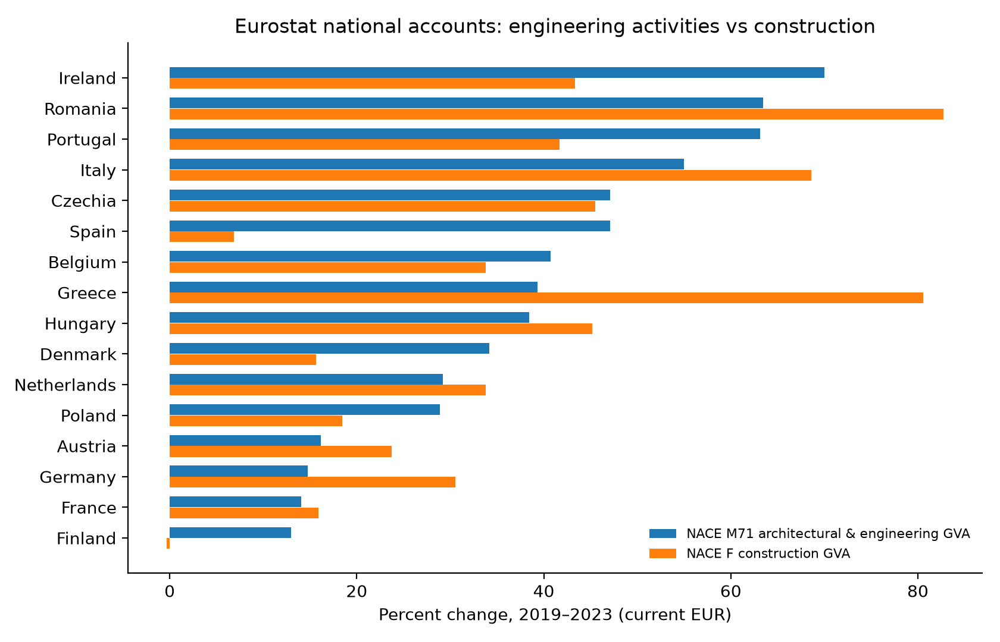 Eurostat national accounts: engineering activities vs construction
Ireland
Romania
Portugal
Italy
Czechia
Spain
Belgium
Greece
Hungary
Denmark
Netherlands
Poland
Austria
Germany
France
Finland
NACE M71 architectural & engineering GVA
NACE F construction GVA
0 20 40 60 80
Percent change, 2019–2023 (current EUR)